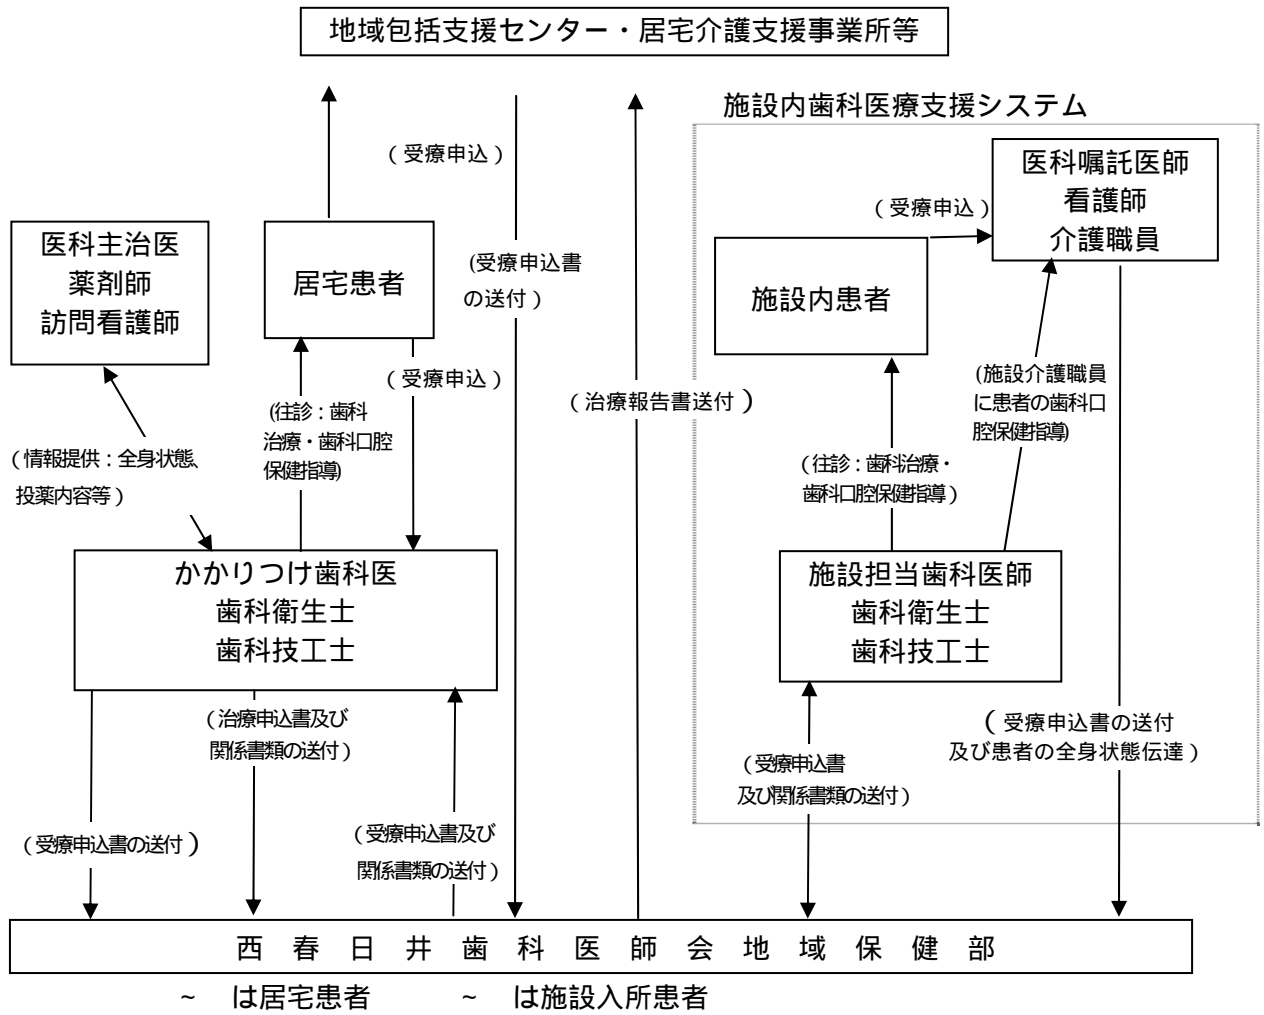 地域包括支援センター・居宅介護支援事業所等
施設内歯科医療支援システム
(受療申込)
医科嘱託医師
看護師
介護職員
(受療申込)
医科主治医
薬剤師
訪問看護師
居宅患者
(受療申込書
の送付)
施設内患者
(受療申込)
(治療報告書送付)
(施設介護職員
に患者の歯科口
腔保健指導)
(往診:歯科
治療・歯科口腔
保健指導)
(情報提供:全身状態、
投薬内容等)
(往診:歯科治療・
歯科口腔保健指導)
かかりつけ歯科医
歯科衛生士
歯科技工士
施設担当歯科医師
歯科衛生士
歯科技工士
(治療申込書及び
関係書類の送付)
(受療申込書の送付
及び患者の全身状態伝達)
(受療申込書
及び関係書類の送付)
(受療申込書の送付)
(受療申込書及び
関係書類の送付)
西春日井歯科医師会地域保健部
~ は居宅患者 ~ は施設入所患者